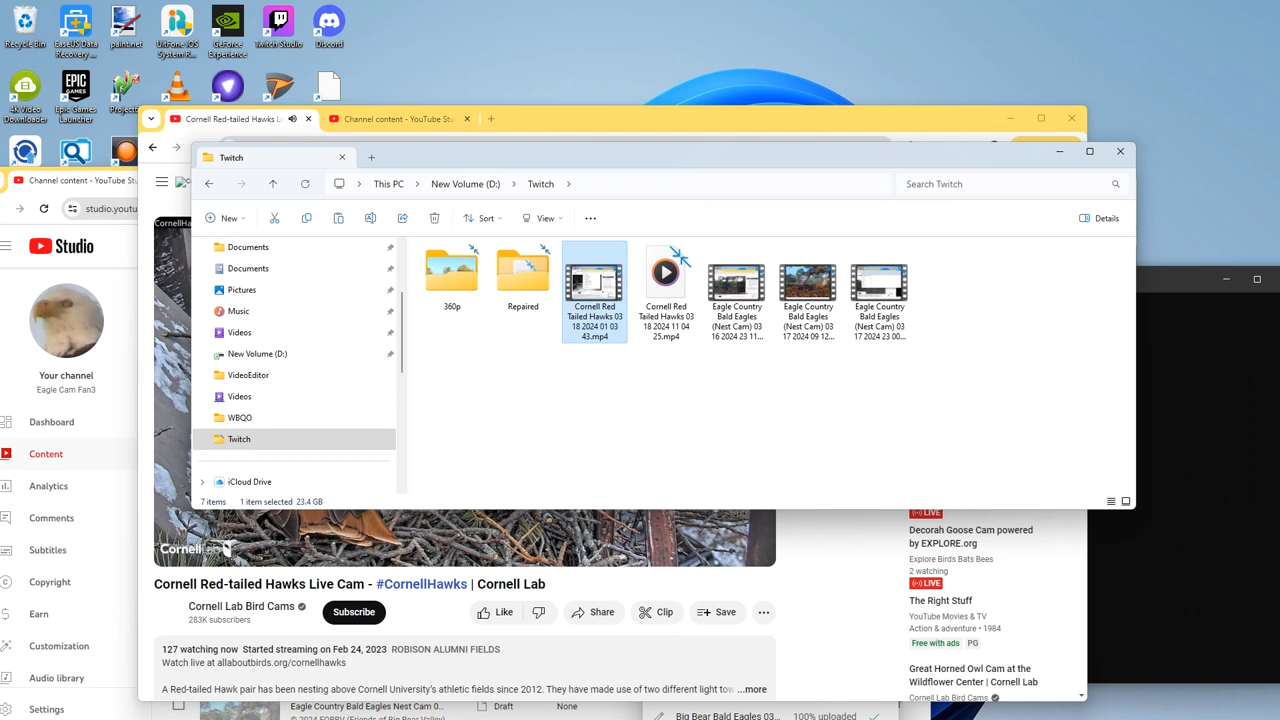 Recycle Bin
EaseUS Data Recovery ...
paint.net
UltFone iOS System R...
GeForce Experience
Twitch Studio
Discord
4K Video Downloader
Epic Games Launcher
Cornell Red-tailed Hawks Li
Channel content - YouTube Stu
Channel content - YouTube Stu
studio.youtu
Studio
Your channel
Eagle Cam Fan3
Dashboard
Content
Analytics
Comments
Subtitles
Copyright
Earn
Customization
Audio library
Settings
Twitch
This PC
New Volume (D:)
Twitch
Search Twitch
New
Sort
View
Details
Documents
Documents
Pictures
Music
Videos
New Volume (D:)
VideoEditor
Videos
WBQO
Twitch
iCloud Drive
360p
Repaired
Cornell Red Tailed Hawks 03 18 2024 01 03 43.mp4
Cornell Red Tailed Hawks 03 18 2024 11 04 25.mp4
Eagle Country Bald Eagles (Nest Cam) 03 16 2024 23 11...
Eagle Country Bald Eagles (Nest Cam) 03 17 2024 09 12...
Eagle Country Bald Eagles (Nest Cam) 03 17 2024 23 00...
7 items
1 item selected 23.4 GB
CornellHa
CornellLab
Cornell Red-tailed Hawks Live Cam - #CornellHawks | Cornell Lab
Cornell Lab Bird Cams
283K subscribers
Subscribe
Like
Share
Clip
Save
127 watching now Started streaming on Feb 24, 2023 ROBISON ALUMNI FIELDS
Watch live at allaboutbirds.org/cornellhawks
A Red-tailed Hawk pair has been nesting above Cornell University's athletic fields since 2012. They have made use of two different light tow ...more
LIVE
Decorah Goose Cam powered
by EXPLORE.org
Explore Birds Bats Bees
2 watching
LIVE
The Right Stuff
YouTube Movies & TV
Action & adventure • 1984
Free with ads PG
Great Horned Owl Cam at the
Wildflower Center | Cornell Lab
Cornell Lab Bird Cams
Eagle Country Bald Eagles Nest Cam 0...
Draft
None
Big Bear Bald Eagles 03...
100% uploaded